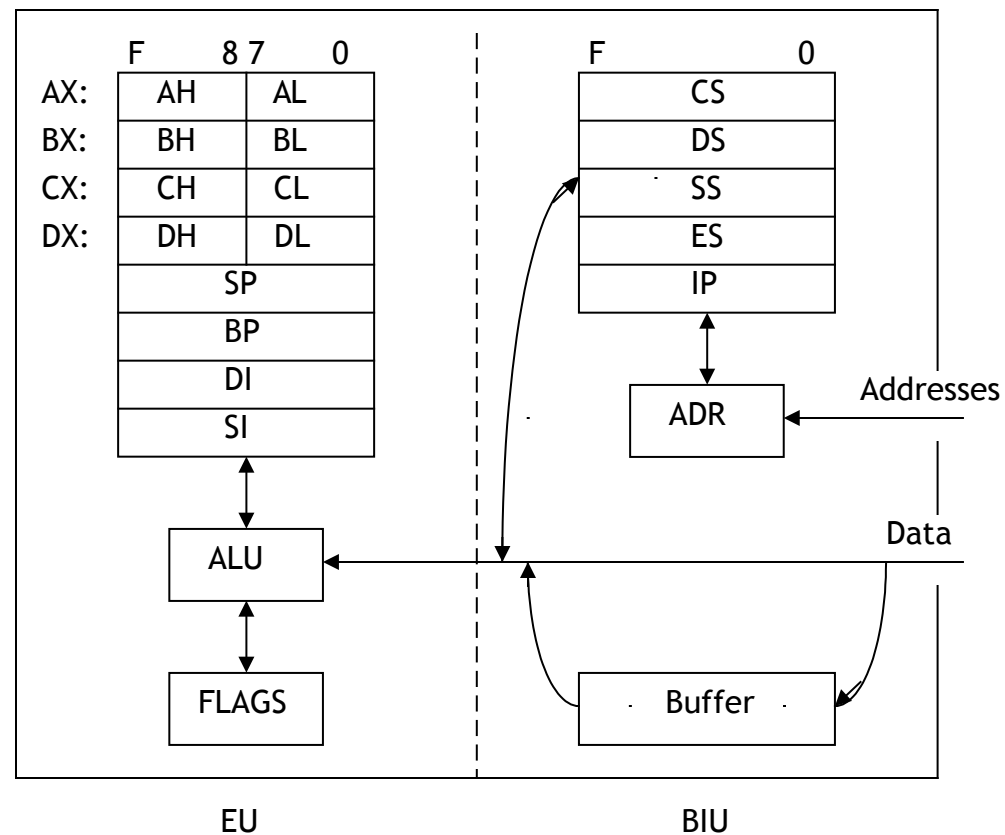 F 8 7 0
AX: AH AL
BX: BH BL
CX: CH CL
DX: DH DL
SP
BP
DI
SI
ALU
FLAGS
EU
F 0
CS
DS
SS
ES
IP
ADR
Addresses
Data
Buffer
BIU